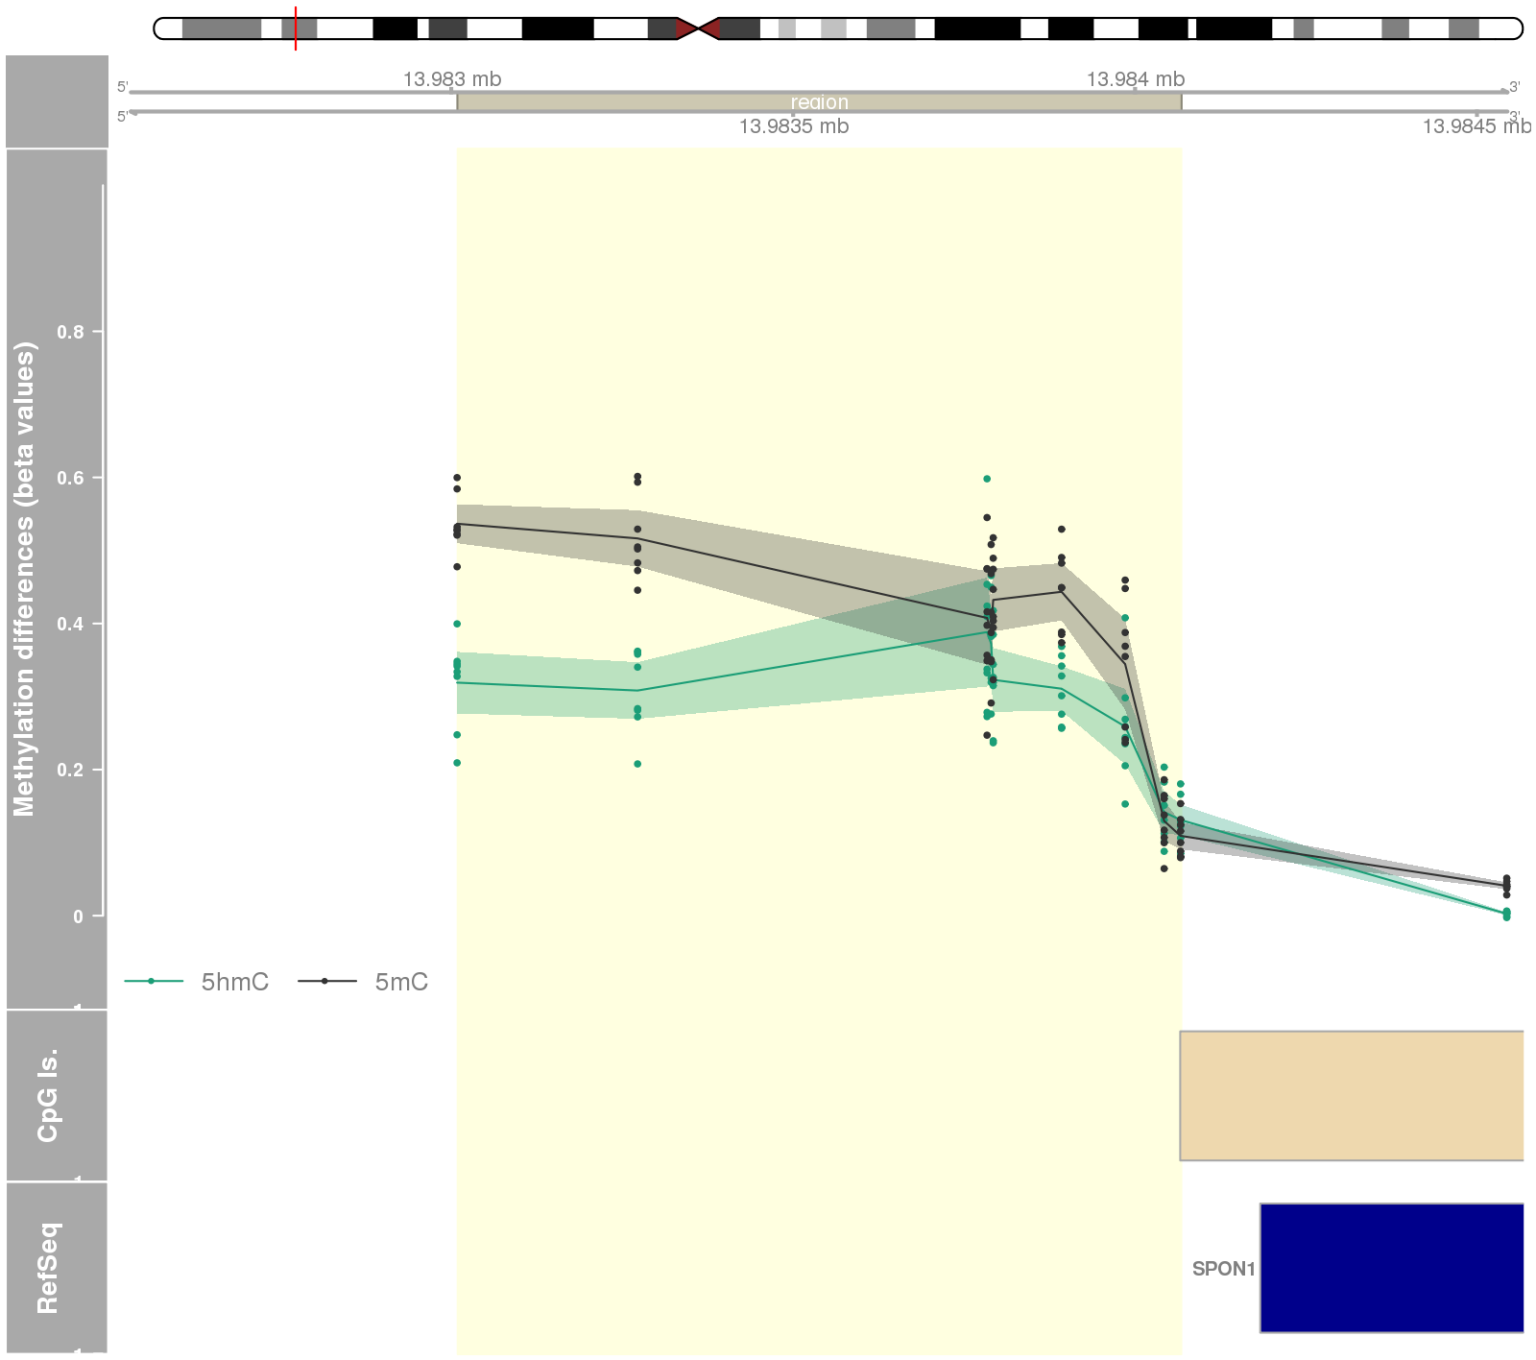 13.983 mb
13.984 mb
5'
3'
region
5'
3'
13.9835 mb
13.9845 mb
Methylation differences (beta values)
0.8
0.6
0.4
0.2
0
5hmC
5mC
CpG Is.
RefSeq
SPON1